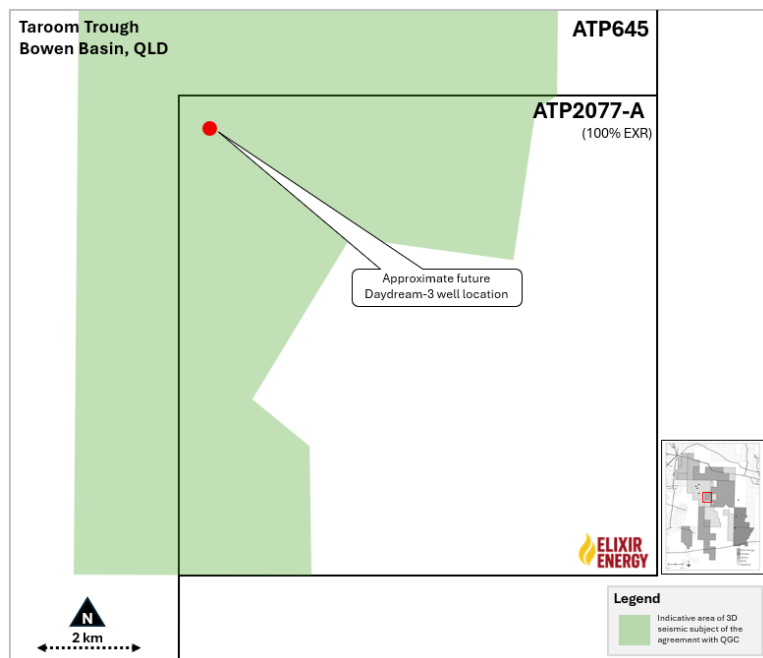 Taroom Trough
Bowen Basin, QLD
ATP645
ATP2077-A
(100% EXR)
Approximate future
Daydream-3 well location
ELIXIR
ENERGY
N
2 km
Legend
Indicative area of 3D
seismic subject of the
agreement with QGC